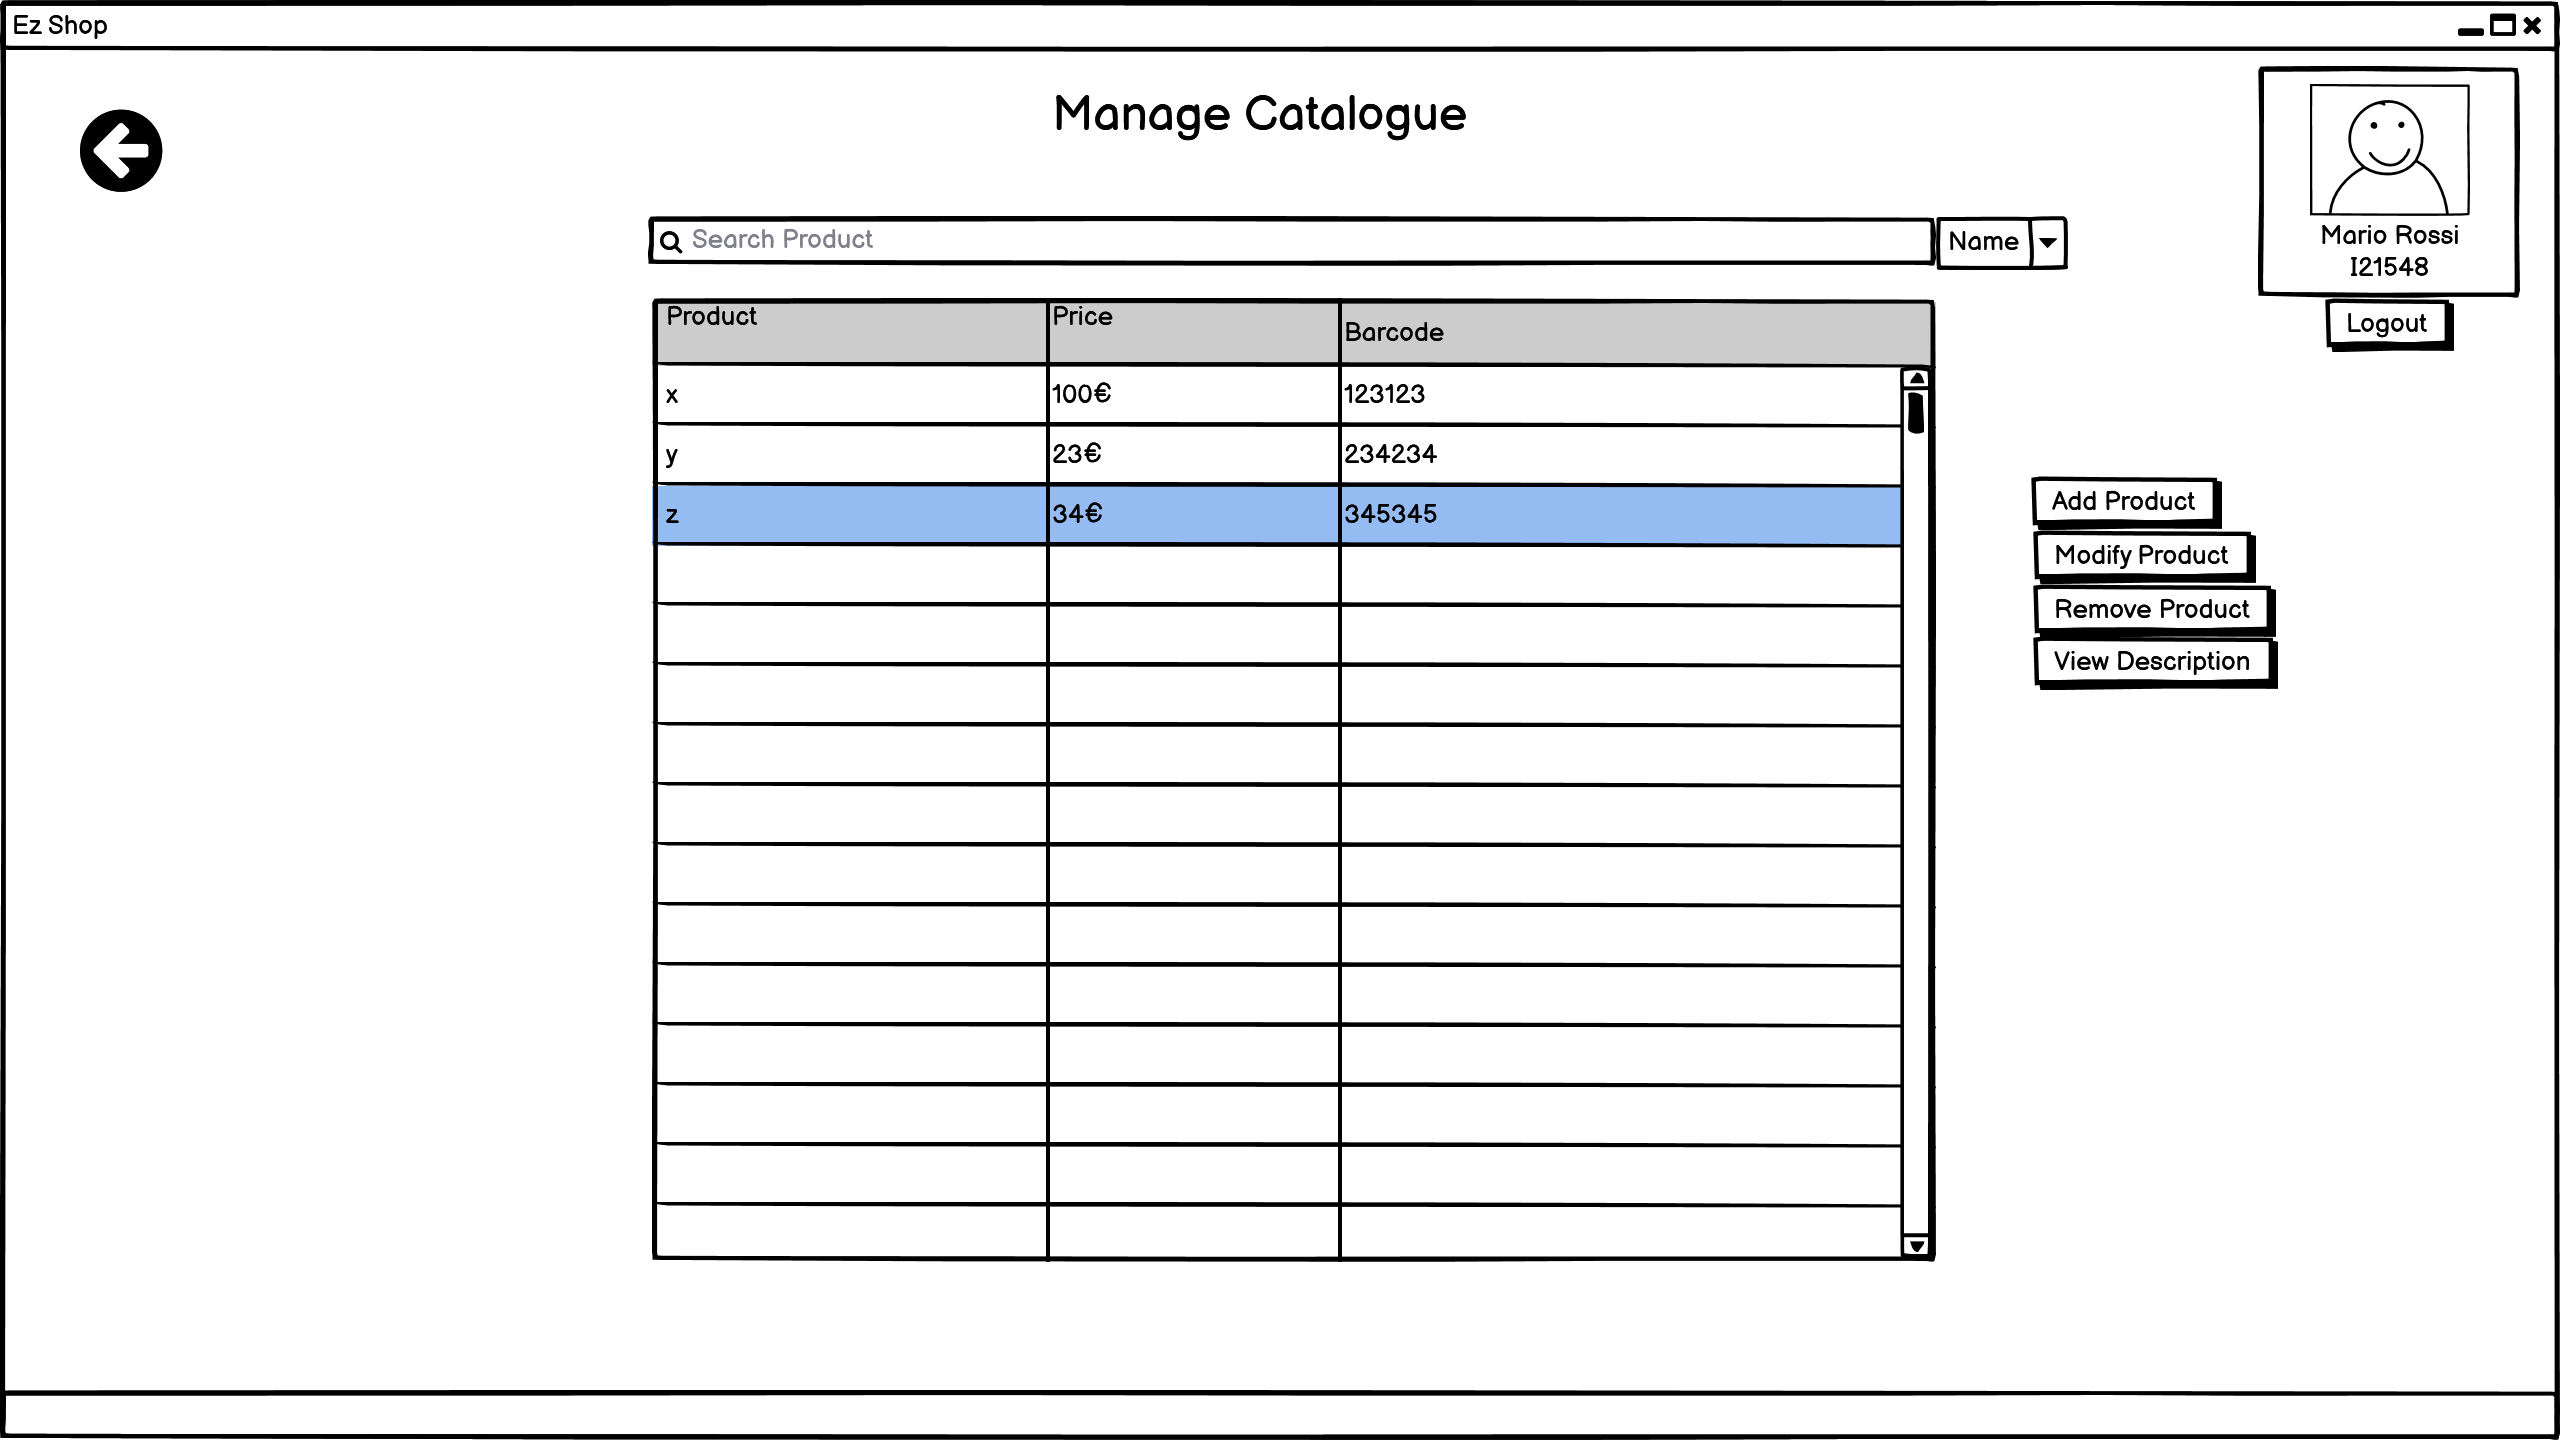 Ez Shop
Manage Catalogue
Mario Rossi
I21548
Logout
Search Product
Name
Product Price Barcode
x 100€ 123123
y 23€ 234234
z 34€ 345345
Add Product
Modify Product
Remove Product
View Description